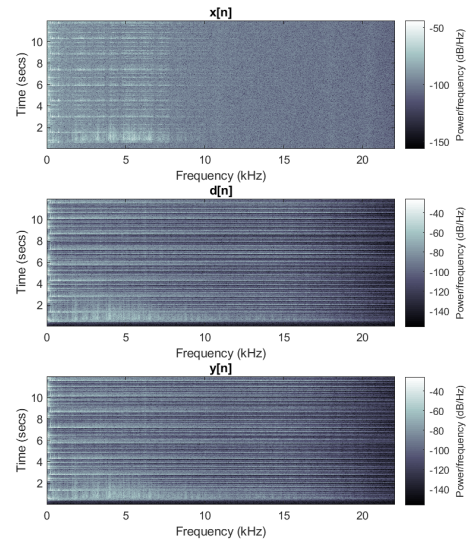 x[n]
10
8
6
4
2
Time (secs)
0 5 10 15 20
Frequency (kHz)
-50
-100
-150
Power/frequency (dB/Hz)
d[n]
10
8
6
4
2
Time (secs)
0 5 10 15 20
Frequency (kHz)
-40
-60
-80
-100
-120
-140
Power/frequency (dB/Hz)
y[n]
10
8
6
4
2
Time (secs)
0 5 10 15 20
Frequency (kHz)
-40
-60
-80
-100
-120
-140
Power/frequency (dB/Hz)